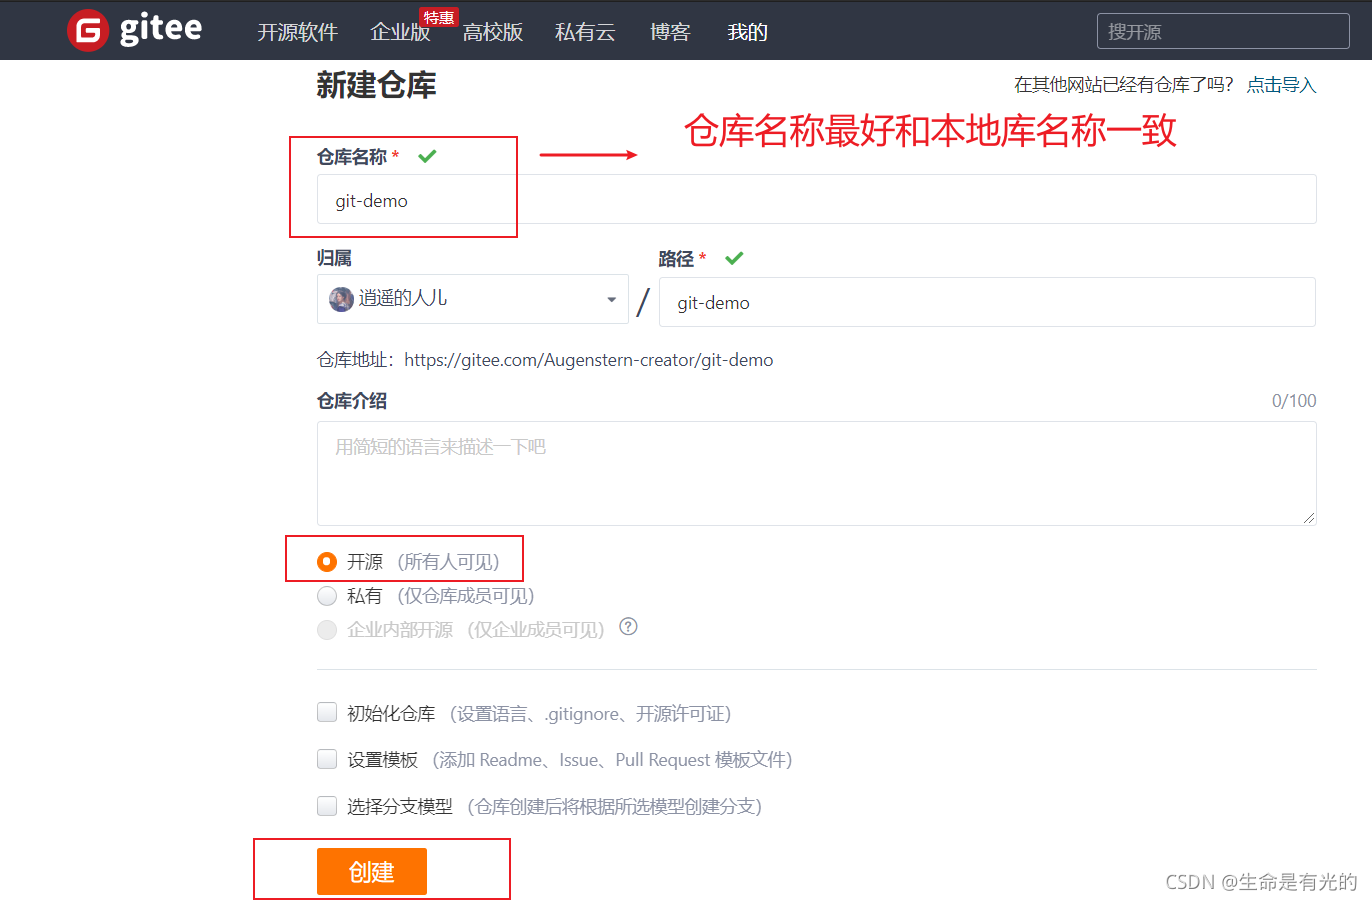 gitee 开源软件 企业版 特惠 高校版 私有云 博客 我的 搜开源
新建仓库 在其他网站已经有仓库了吗？ 点击导入
仓库名称最好和本地库名称一致
仓库名称 *
git-demo
归属 路径 *
逍遥的人儿 / git-demo
仓库地址：https://gitee.com/Augenstern-creator/git-demo
仓库介绍 0/100
用简短的语言来描述一下吧
开源 （所有人可见）
私有 （仅仓库成员可见）
企业内部开源 （仅企业成员可见） ?
初始化仓库 （设置语言、.gitignore、开源许可证）
设置模板 （添加 Readme、Issue、Pull Request 模板文件）
选择分支模型 （仓库创建后将根据所选模型创建分支）
创建
CSDN @生命是有光的